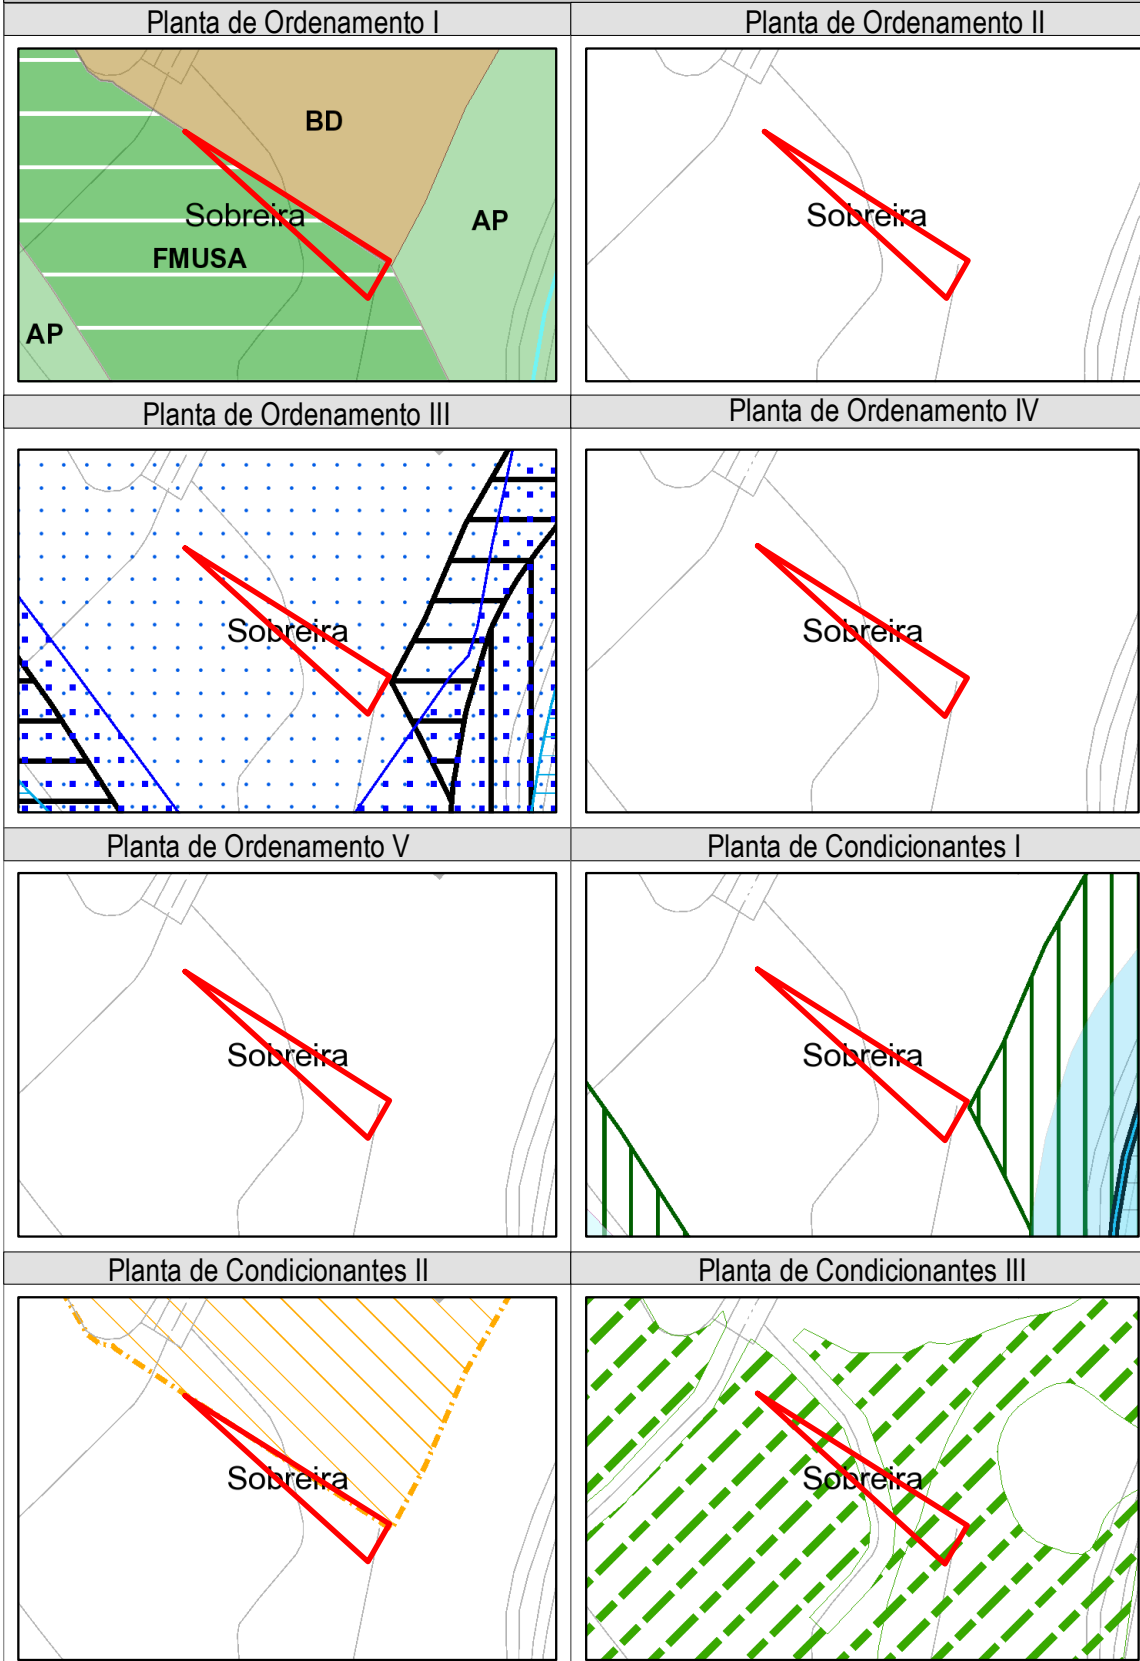 Planta de Ordenamento I
Planta de Ordenamento II
BD
Sobreira
AP
FMUSA
AP
Sobreira
Planta de Ordenamento III
Planta de Ordenamento IV
Sobreira
Sobreira
Planta de Ordenamento V
Planta de Condicionantes I
Sobreira
Sobreira
Planta de Condicionantes II
Planta de Condicionantes III
Sobreira
Sobreira